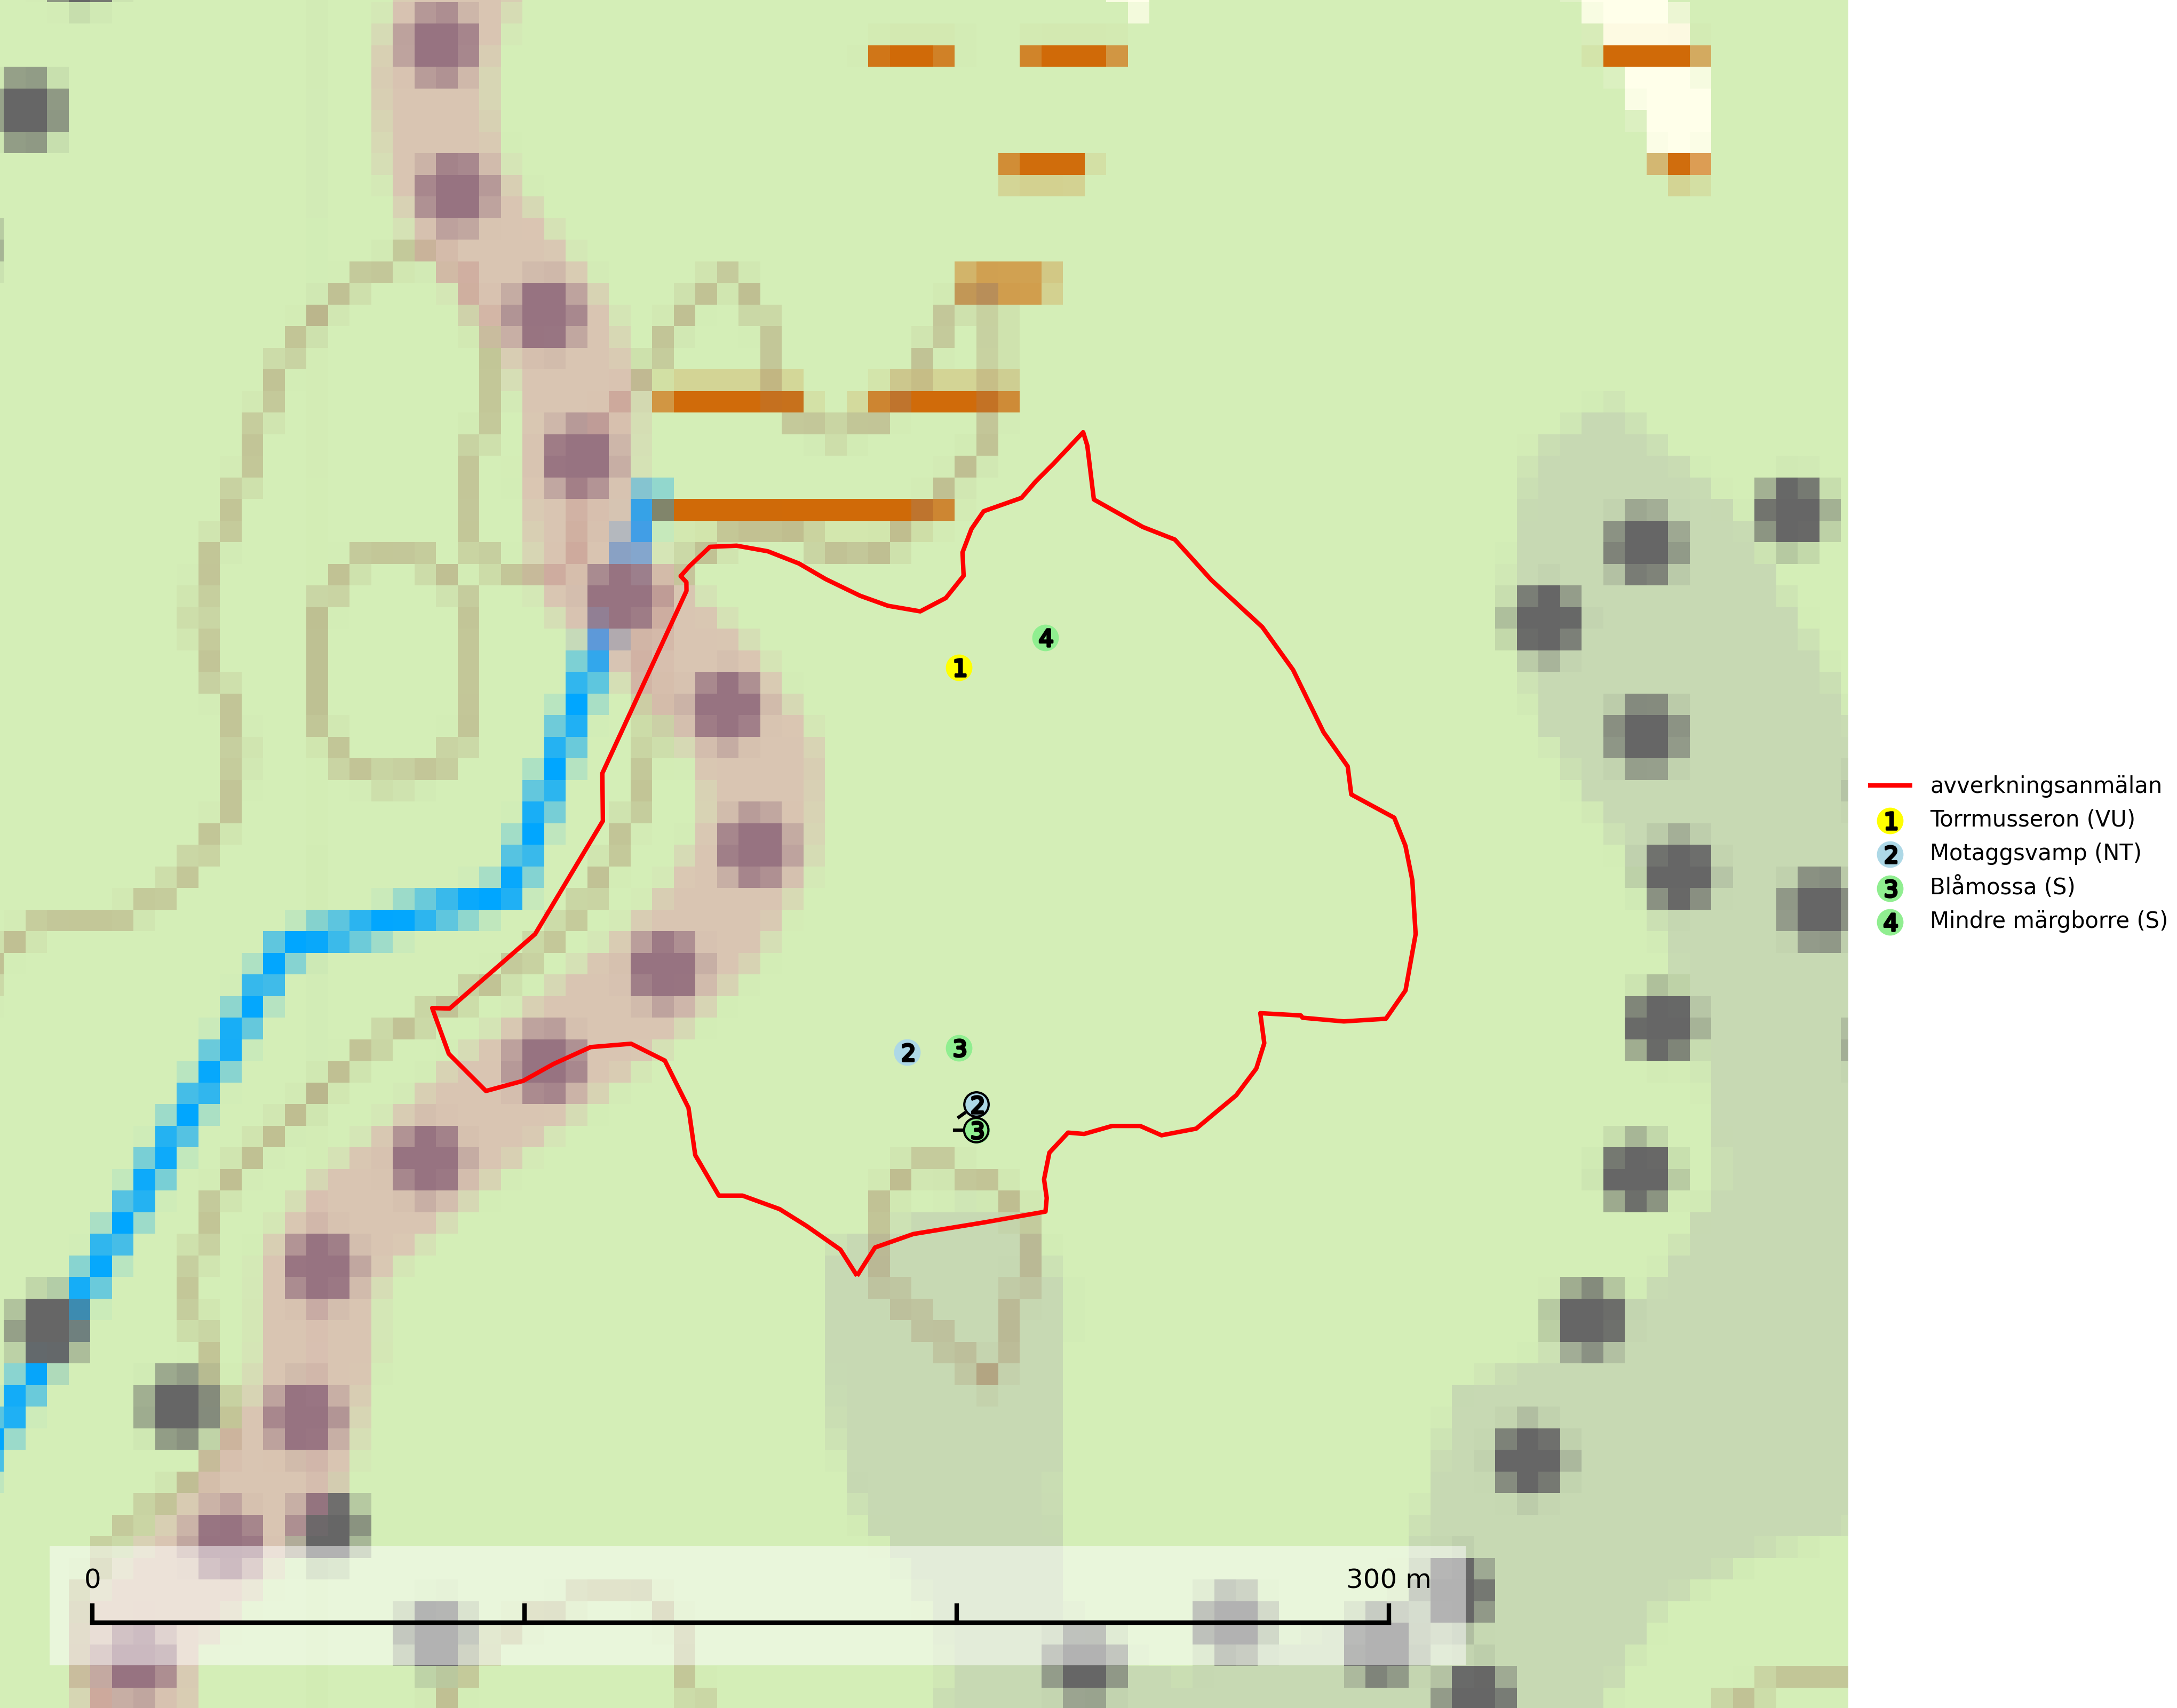 4
1
2
3
2
3
avverkningsanmälan
1 Torrmusseron (VU)
2 Motaggsvamp (NT)
3 Blåmossa (S)
4 Mindre märgborre (S)
0 300 m